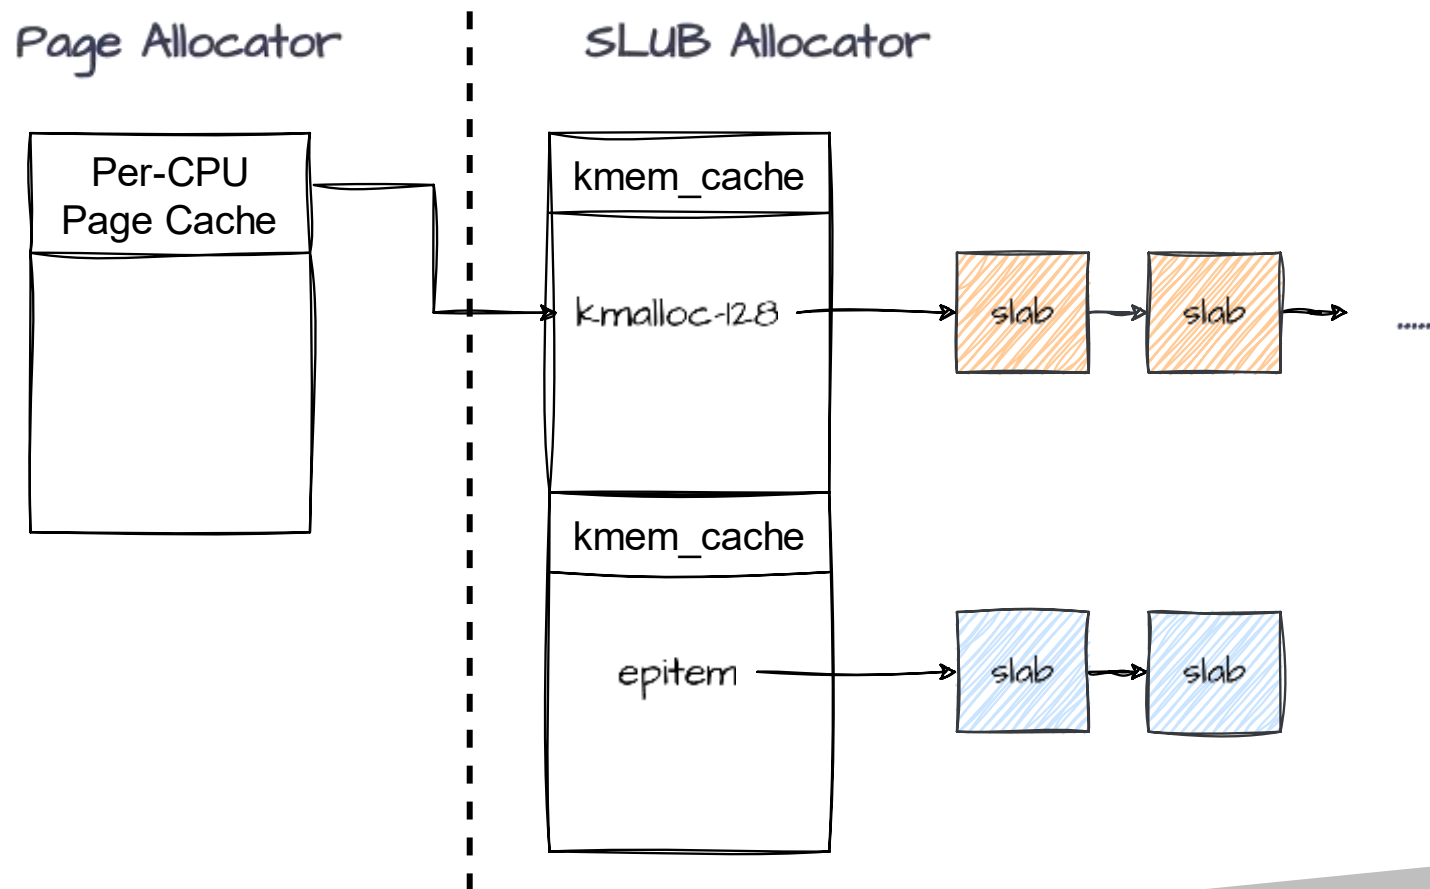 Page Allocator
SLUB Allocator
Per-CPU
Page Cache
kmem_cache
kmalloc-128
slab
slab
......
kmem_cache
epitem
slab
slab